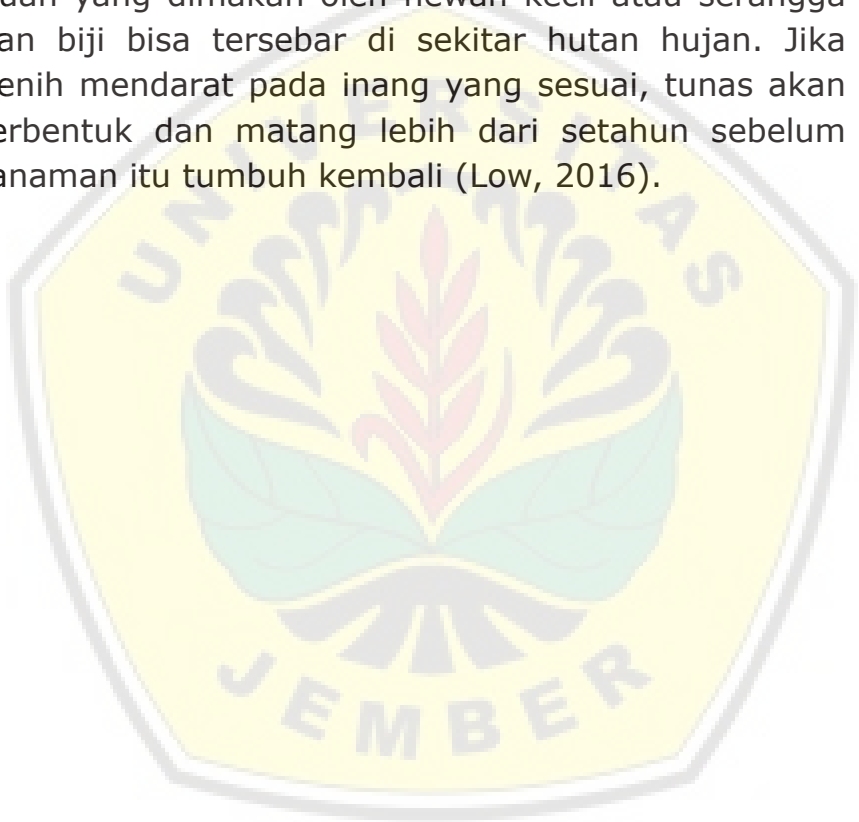 yang dimakan oleh hewan kecil atau serangga
an biji bisa tersebar di sekitar hutan hujan. Jika
enih mendarat pada inang yang sesuai, tunas akan
erbentuk dan matang lebih dari setahun sebelum
anaman itu tumbuh kembali (Low, 2016).
UNIVERSITAS
JEMBER